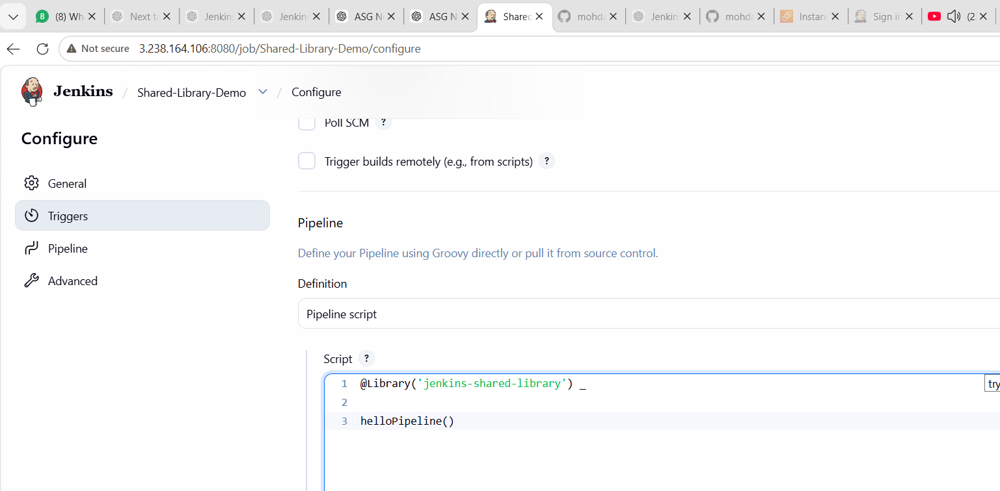 8 (8) Wh
Next ta
Jenkins
Jenkins
ASG N
ASG N
Shared
mohda
Jenkin
mohda
Instanc
Sign in
(2
Not secure 3.238.164.106:8080/job/Shared-Library-Demo/configure
Jenkins / Shared-Library-Demo / Configure
Configure
General
Triggers
Pipeline
Advanced
Poll SCM ?
Trigger builds remotely (e.g., from scripts) ?
Pipeline
Define your Pipeline using Groovy directly or pull it from source control.
Definition
Pipeline script
Script ?
try
1 @Library('jenkins-shared-library') _
2
3 helloPipeline()